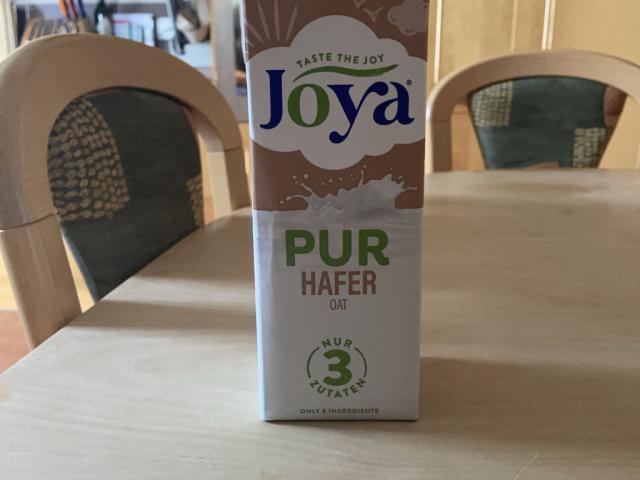 TASTE THE JOY
Joya®
PUR
HAFER
OAT
NUR
3
ZUTATEN
ONLY 3 INGREDIENTS